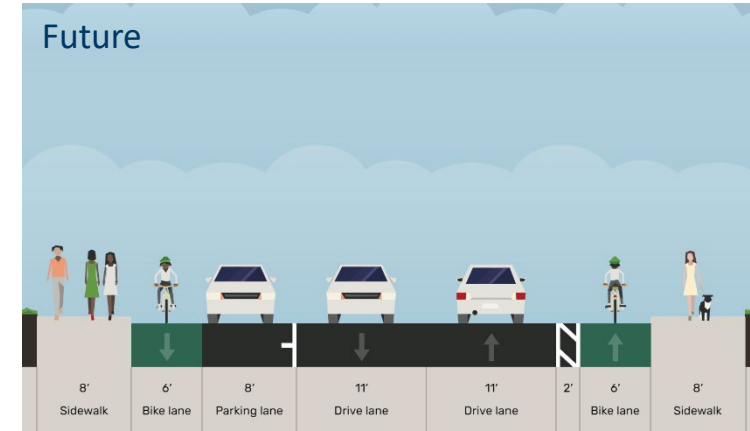 Future
8' 6' 8' 11' 11' 2' 6' 8'
Sidewalk Bike lane Parking lane Drive lane Drive lane Bike lane Sidewalk